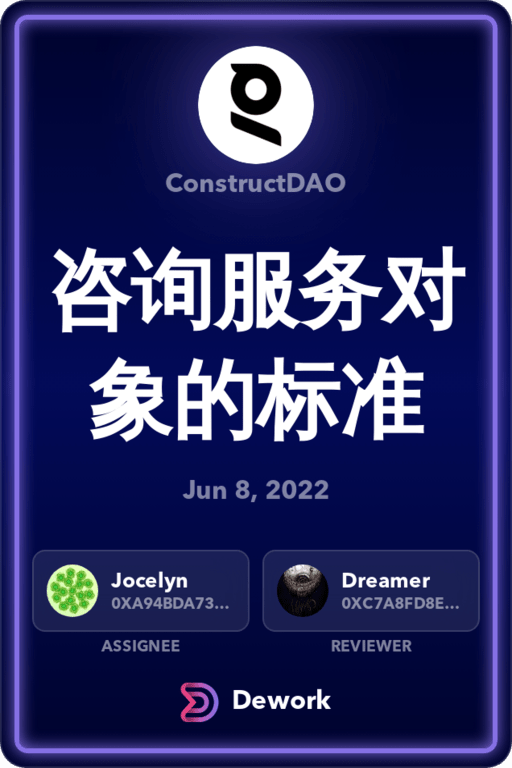 ConstructDAO
咨询服务对
象的标准
Jun 8, 2022
Jocelyn
0XA94BDA73...
ASSIGNEE
Dreamer
0XC7A8FD8E...
REVIEWER
Dework